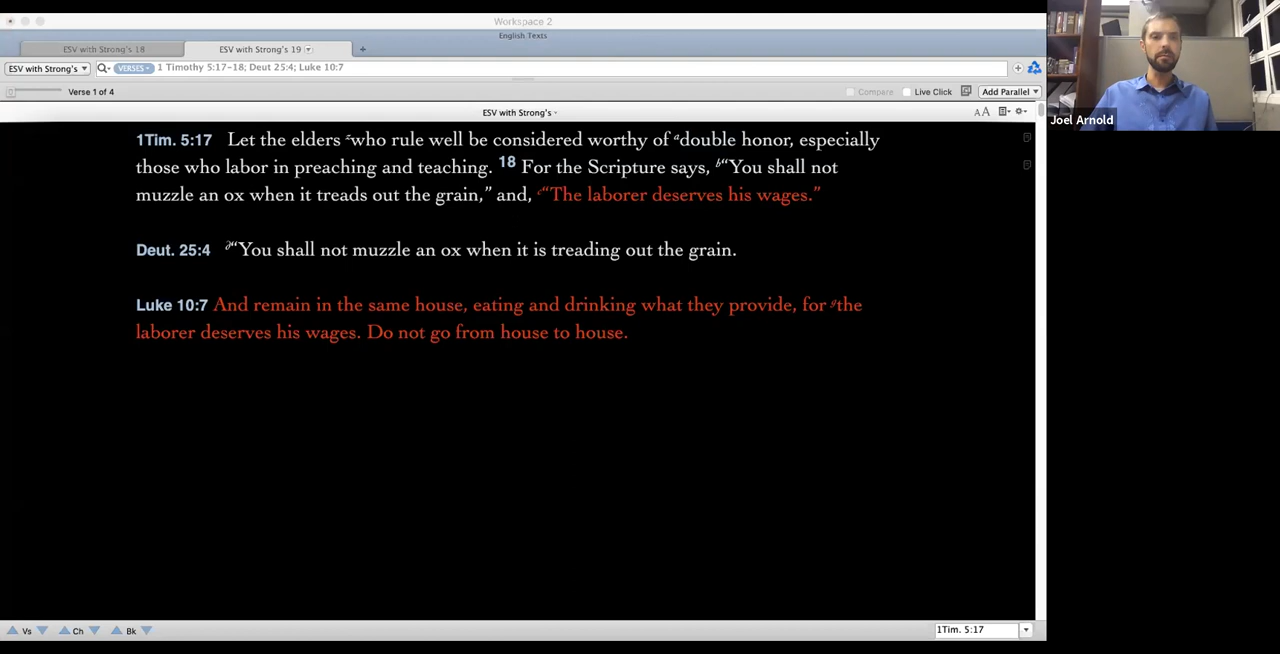 Workspace 2
English Texts
ESV with Strong's 18
ESV with Strong's 19
+
ESV with Strong's
VERSES
1 Timothy 5:17-18; Deut 25:4; Luke 10:7
Verse 1 of 4
Compare
Live Click
Add Parallel
ESV with Strong's
AA
Joel Arnold
1Tim. 5:17 Let the elders who rule well be considered worthy of double honor, especially
those who labor in preaching and teaching. 18 For the Scripture says, b“You shall not
muzzle an ox when it treads out the grain,” and, c“The laborer deserves his wages.”
Deut. 25:4 “You shall not muzzle an ox when it is treading out the grain.
Luke 10:7 And remain in the same house, eating and drinking what they provide, for the
laborer deserves his wages. Do not go from house to house.
Vs
Ch
Bk
1Tim. 5:17